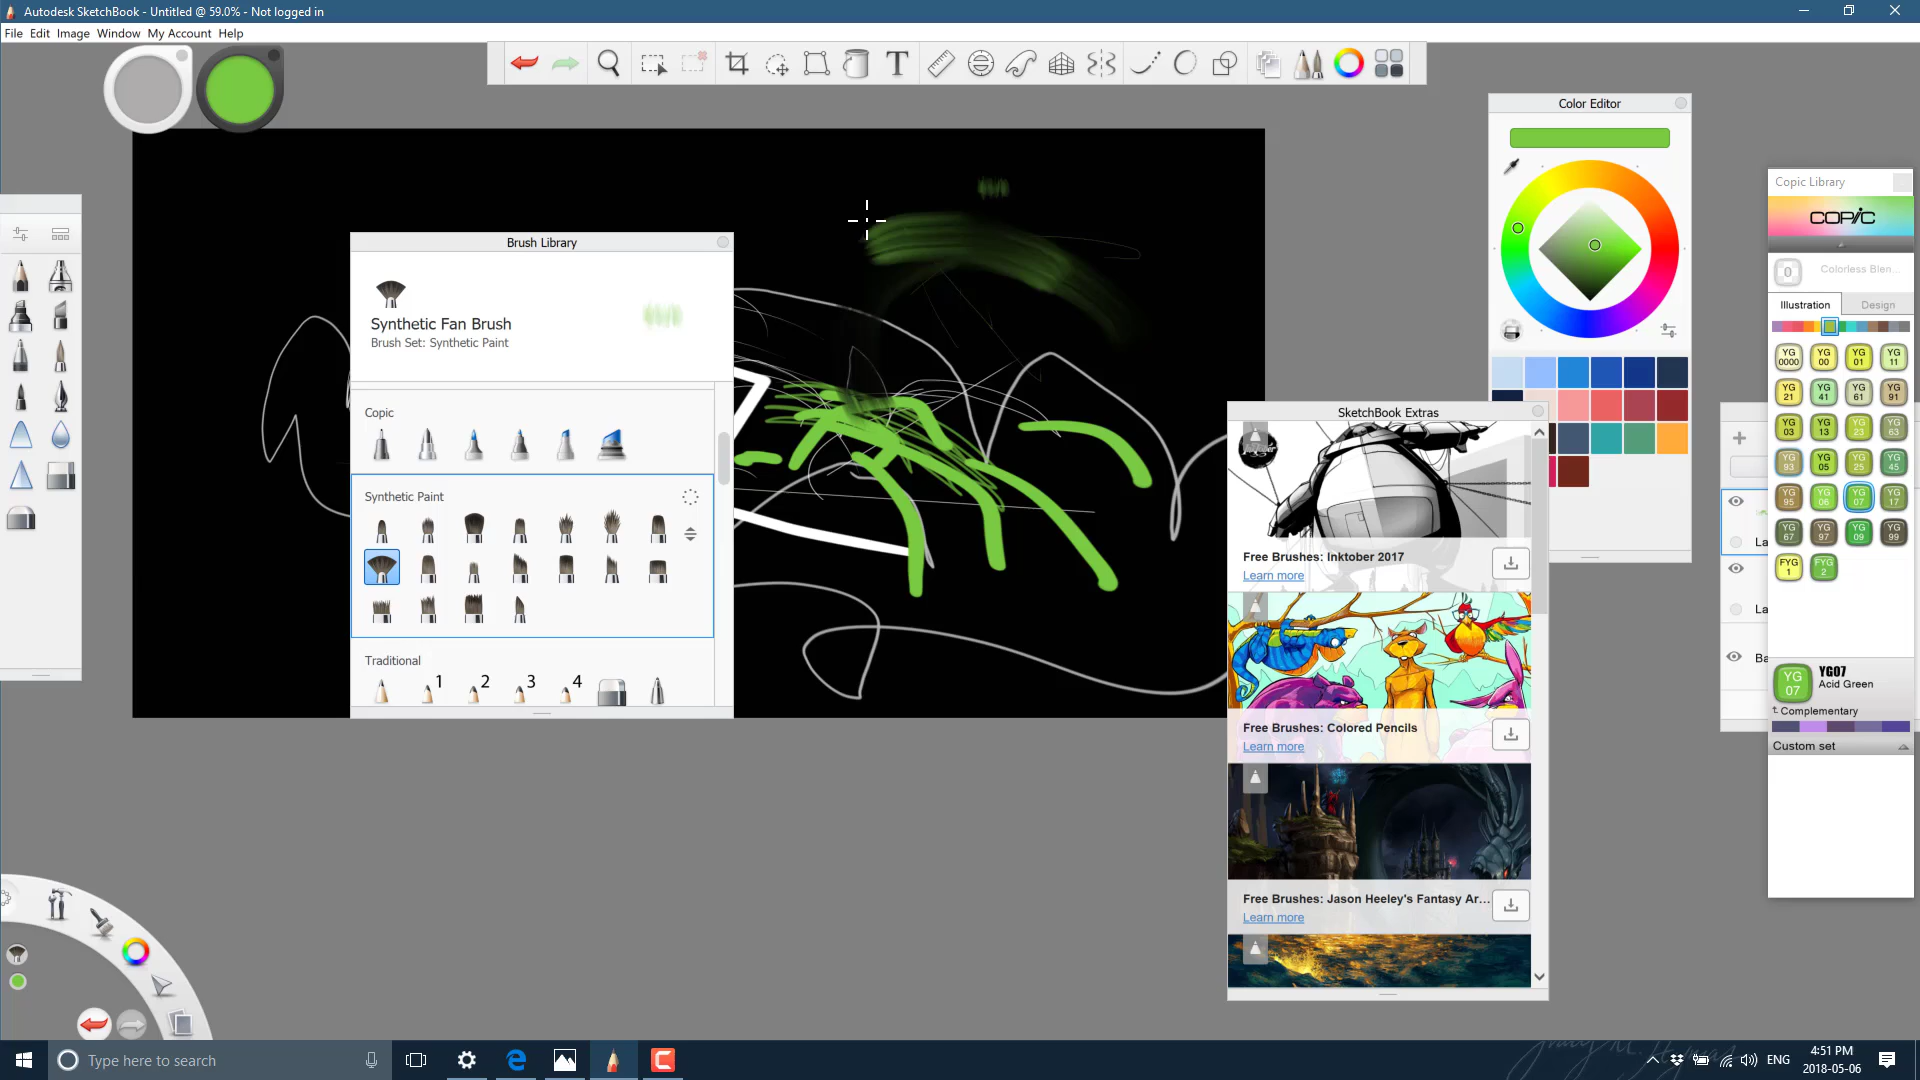 Autodesk SketchBook - Untitled @ 59.0% - Not logged in
File Edit Image Window My Account Help
T
Brush Library
Synthetic Fan Brush
Brush Set: Synthetic Paint
Copic
Synthetic Paint
Traditional
1 2 3 4
Color Editor
SketchBook Extras
Free Brushes: Inktober 2017
Learn more
Free Brushes: Colored Pencils
Learn more
Free Brushes: Jason Heeley's Fantasy Ar...
Learn more
La
La
Ba
Copic Library
COPIC
0 Colorless Blen...
Illustration Design
YG 0000 YG 00 YG 01 YG 11
YG 21 YG 41 YG 61 YG 91
YG 03 YG 13 YG 23 YG 63
YG 93 YG 05 YG 25 YG 45
YG 95 YG 06 YG 07 YG 17
YG 67 YG 97 YG 09 YG 99
FYG 1 FYG 2
YG 07 YG07
Acid Green
Complementary
Custom set
Type here to search
ENG
4:51 PM
2018-05-06